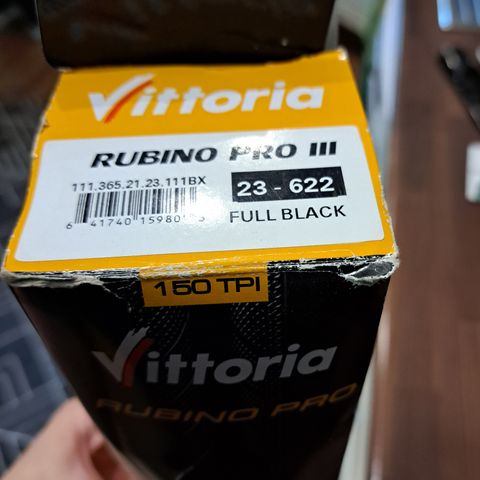 Vittoria
RUBINO PRO III
111.365.21.23.111BX
23 - 622
FULL BLACK
150 TPI
Vittoria
RUBINO PRO